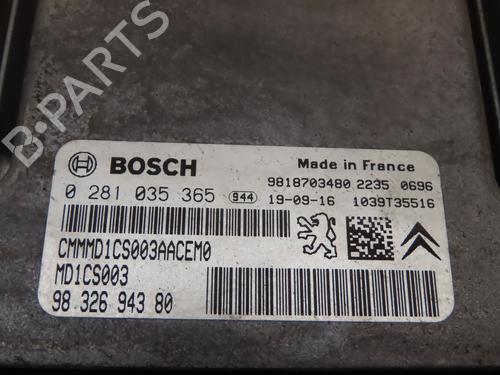 B-PARTS
BOSCH
Made in France
9818703480 2235 0696
0 281 035 365 944 19-09-16 1039T35516
CMMMD1CS003AACEM0
MD1CS003
98 326 943 80